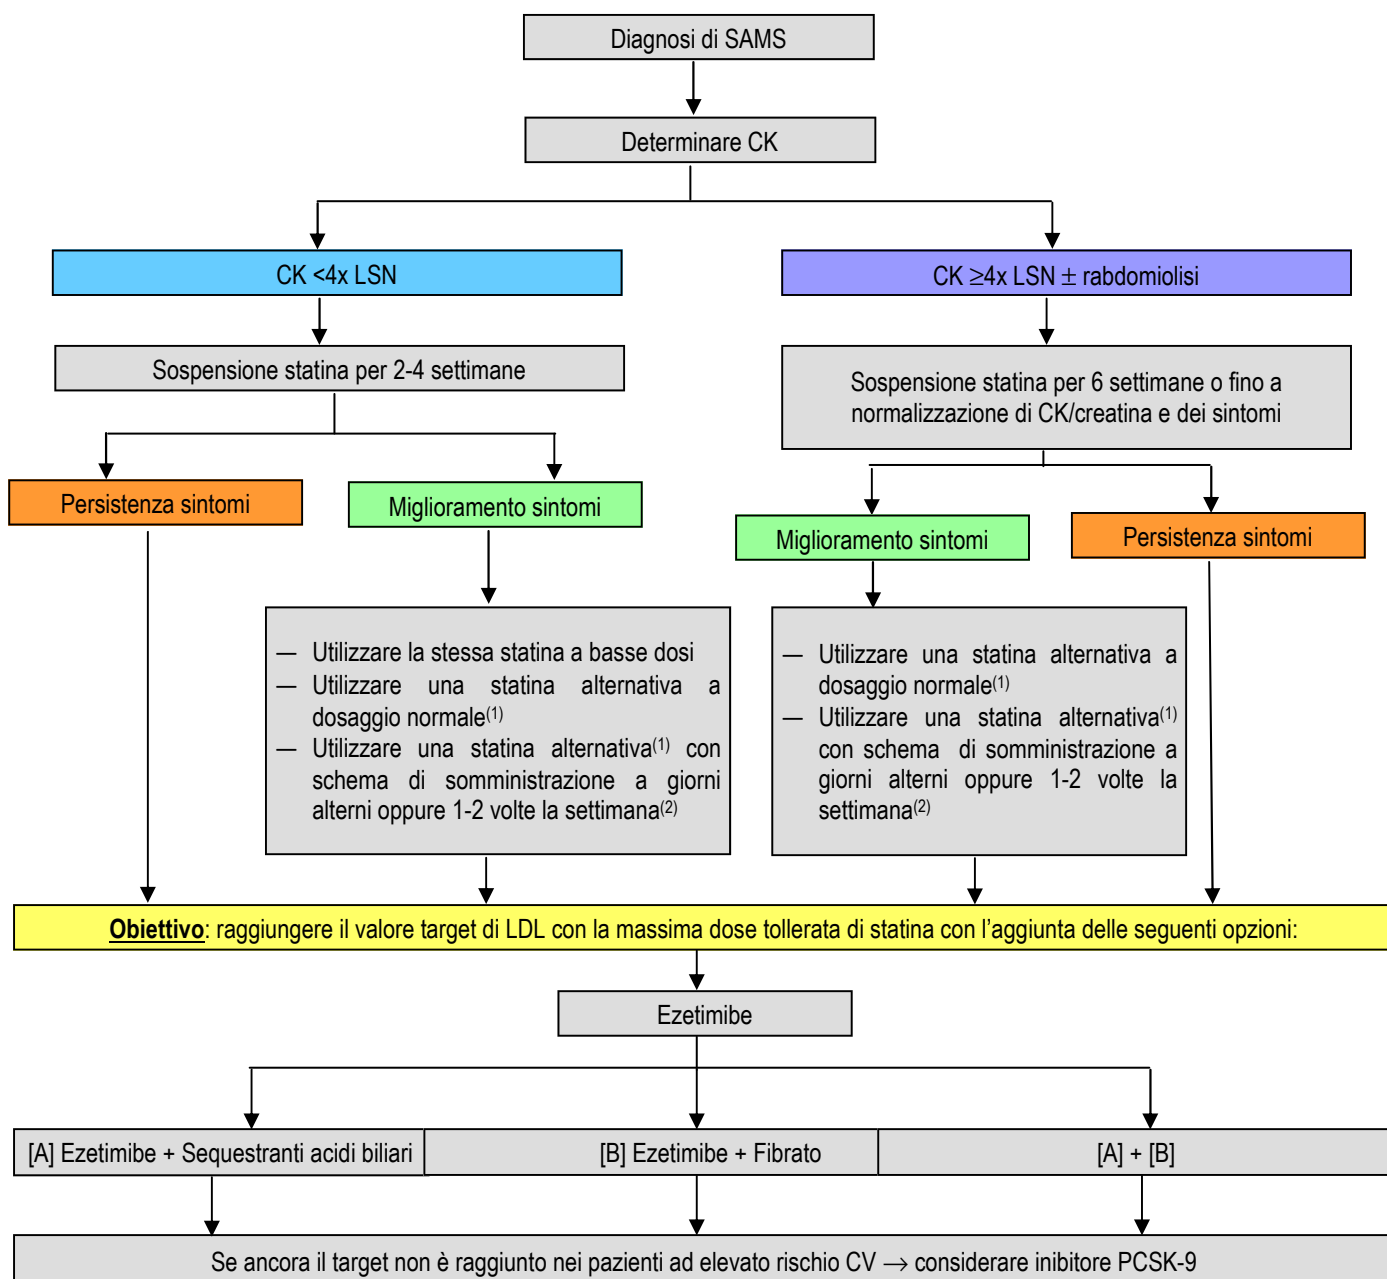 Diagnosi di SAMS
Determinare CK
CK <4x LSN
CK ≥4x LSN ± rabdomiolisi
Sospensione statina per 2-4 settimane
Sospensione statina per 6 settimane o fino a
normalizzazione di CK/creatina e dei sintomi
Persistenza sintomi
Miglioramento sintomi
Miglioramento sintomi
Persistenza sintomi
— Utilizzare la stessa statina a basse dosi
— Utilizzare una statina alternativa a
dosaggio normale(1)
— Utilizzare una statina alternativa(1) con
schema di somministrazione a giorni
alterni oppure 1-2 volte la settimana(2)
— Utilizzare una statina alternativa a
dosaggio normale(1)
— Utilizzare una statina alternativa(1)
con schema di somministrazione a
giorni alterni oppure 1-2 volte la
settimana(2)
Obiettivo: raggiungere il valore target di LDL con la massima dose tollerata di statina con l'aggiunta delle seguenti opzioni:
Ezetimibe
[A] Ezetimibe + Sequestranti acidi biliari
[B] Ezetimibe + Fibrato
[A] + [B]
Se ancora il target non è raggiunto nei pazienti ad elevato rischio CV → considerare inibitore PCSK-9